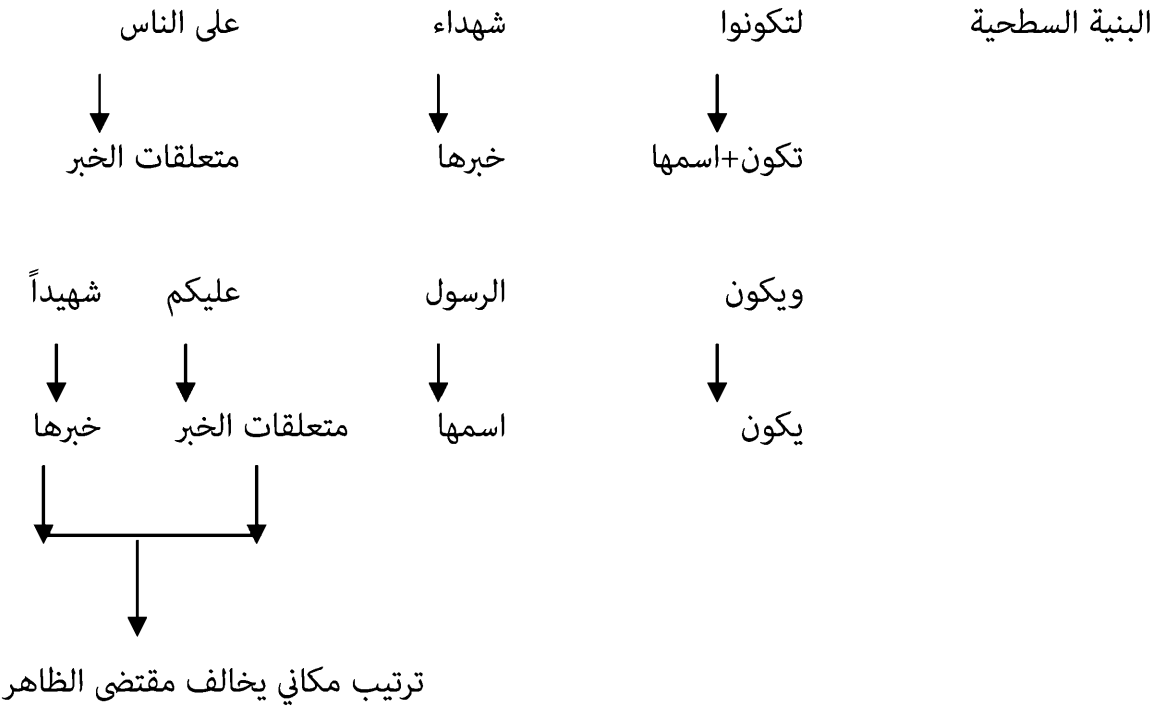 البنية السطحية لتكونوا شهداء على الناس
تكون+اسمها خبرها متعلقات الخبر
ويكون الرسول عليكم شهيداً
يكون اسمها متعلقات الخبر خبرها
ترتيب مكاني يخالف مقتضى الظاهر